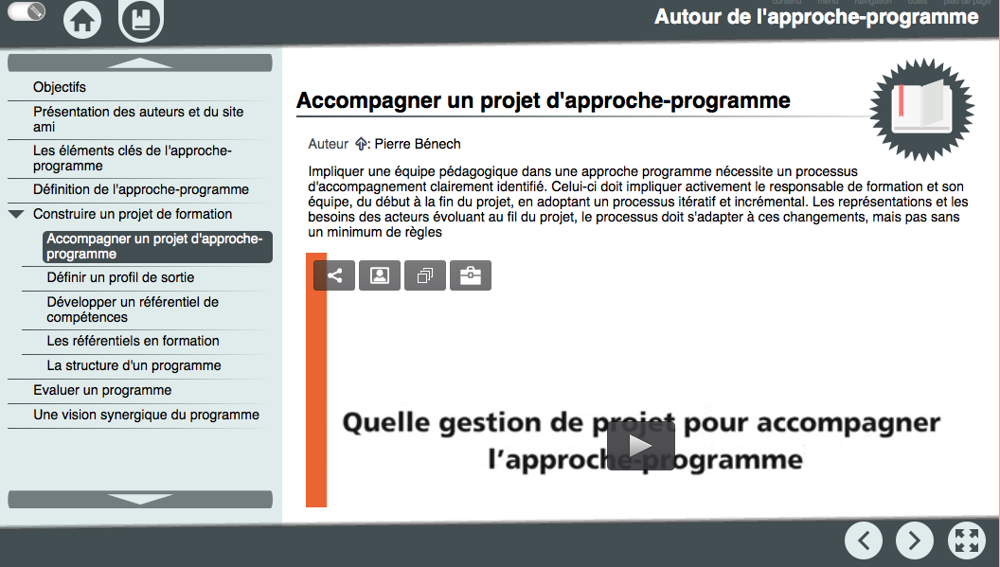 contenu menu navigation outils pied de page
Autour de l'approche-programme
Objectifs
Présentation des auteurs et du site
ami
Les éléments clés de l'approche-
programme
Définition de l'approche-programme
Construire un projet de formation
Accompagner un projet d'approche-
programme
Définir un profil de sortie
Développer un référentiel de
compétences
Les référentiels en formation
La structure d'un programme
Evaluer un programme
Une vision synergique du programme
Accompagner un projet d'approche-programme
Auteur : Pierre Bénech
Impliquer une équipe pédagogique dans une approche programme nécessite un processus
d'accompagnement clairement identifié. Celui-ci doit impliquer activement le responsable de formation et son
équipe, du début à la fin du projet, en adoptant un processus itératif et incrémental. Les représentations et les
besoins des acteurs évoluant au fil du projet, le processus doit s'adapter à ces changements, mais pas sans
un minimum de règles
Quelle gestion de projet pour accompagner
l'approche-programme